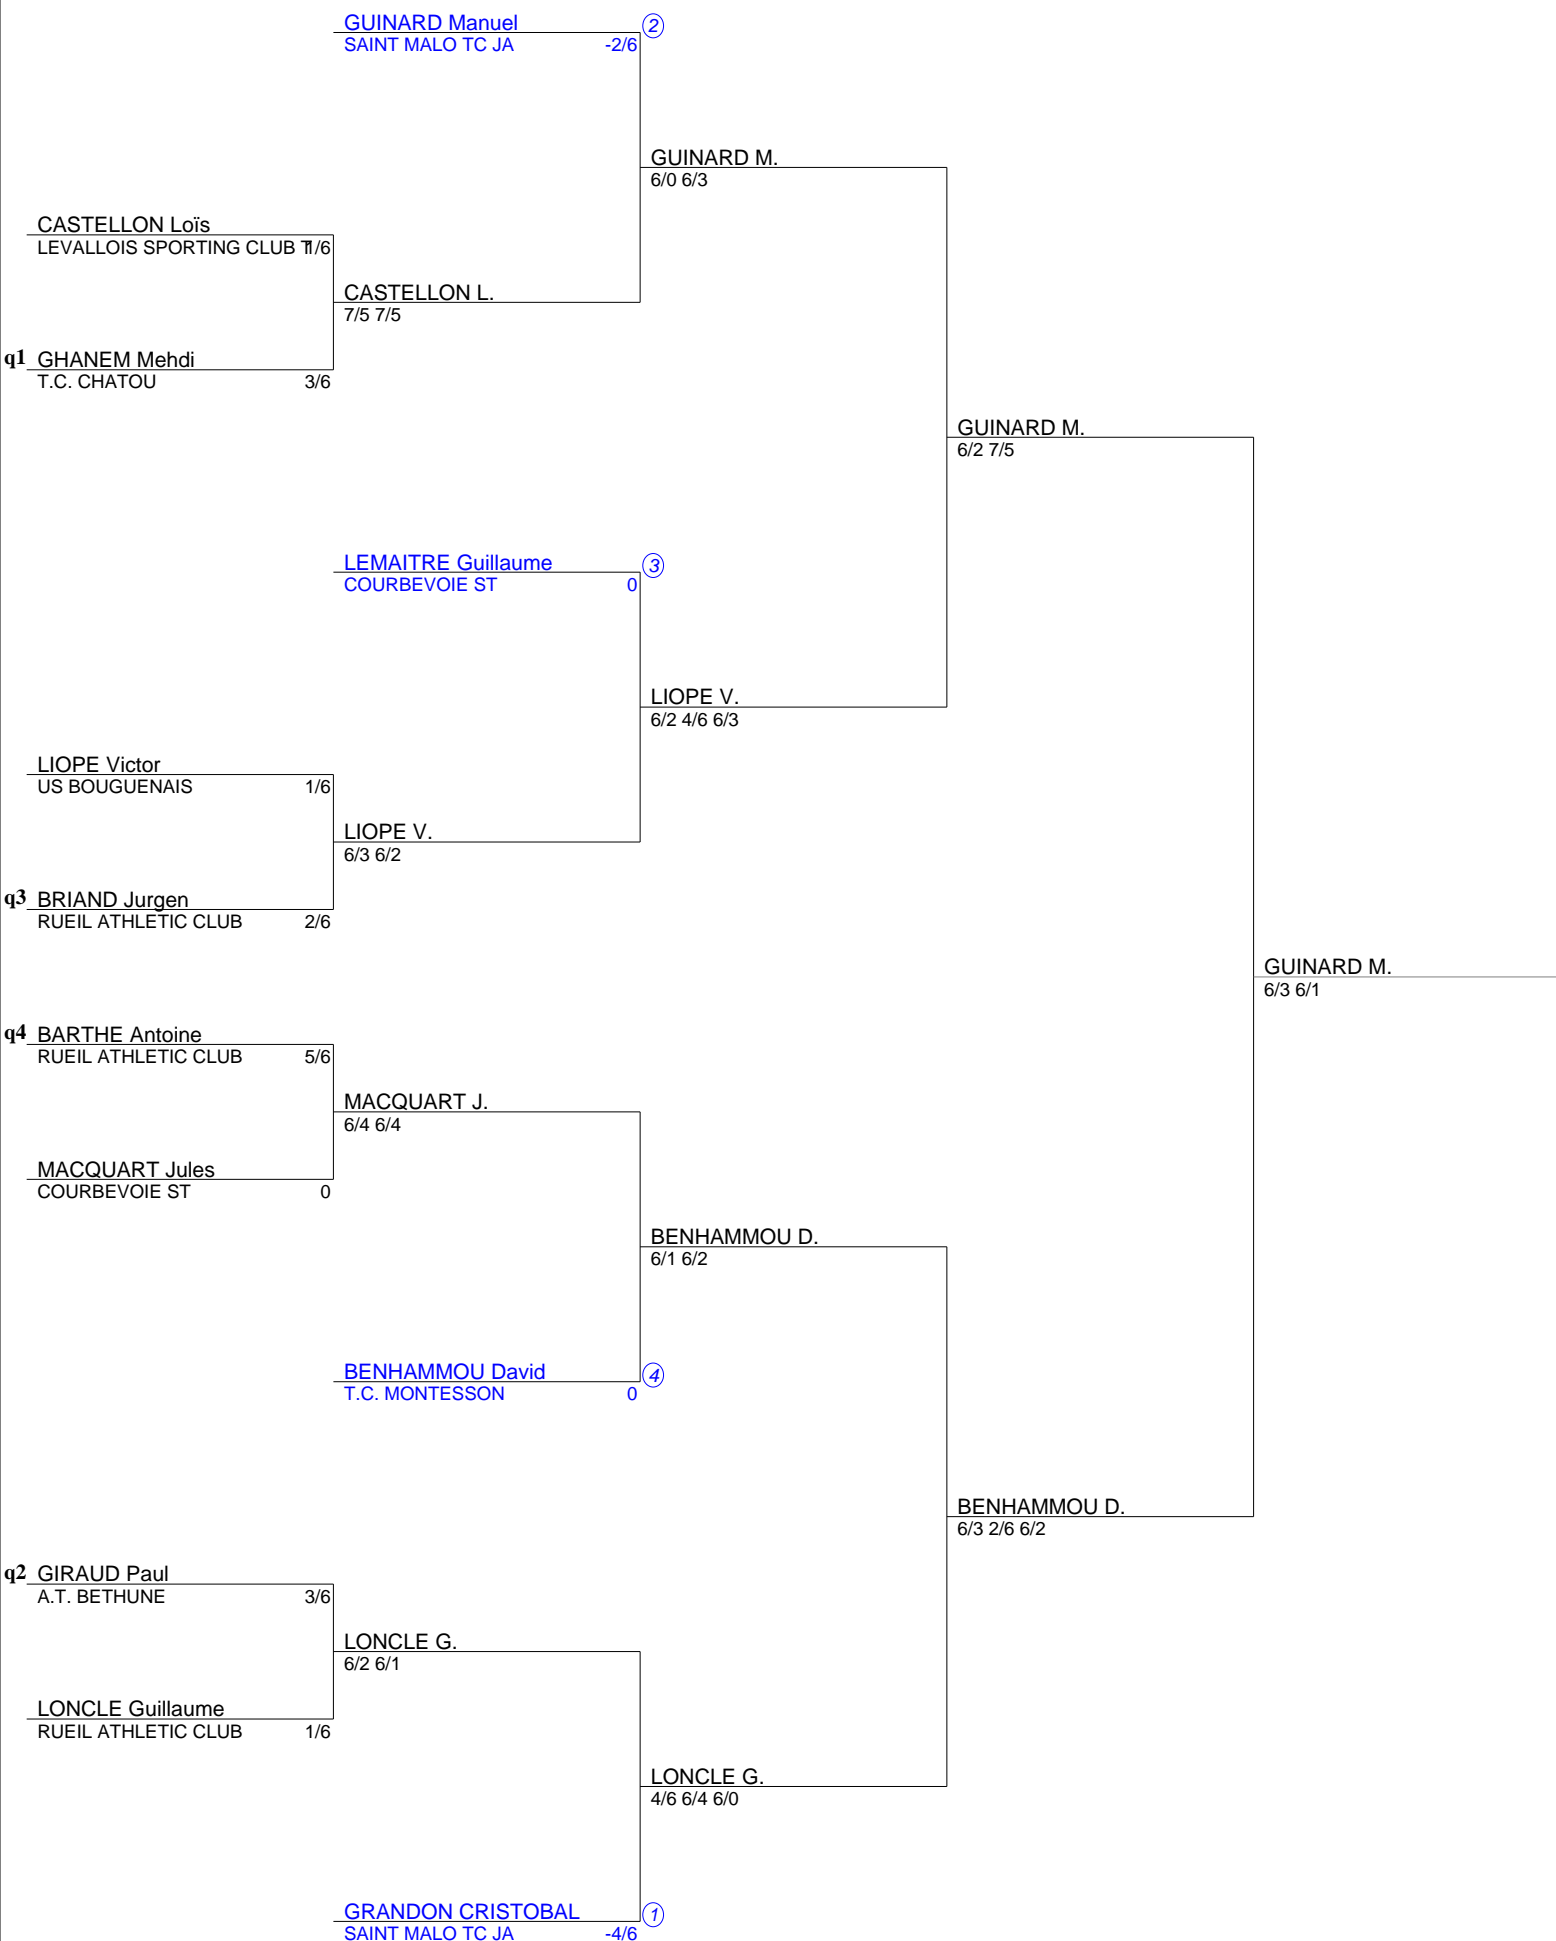 GUINARD Manuel 2
SAINT MALO TC JA -2/6
GUINARD M.
6/0 6/3
CASTELLON Loïs
LEVALLOIS SPORTING CLUB T 1/6
CASTELLON L.
7/5 7/5
q1 GHANEM Mehdi
T.C. CHATOU 3/6
GUINARD M.
6/2 7/5
LEMAITRE Guillaume 3
COURBEVOIE ST 0
LIOPE V.
6/2 4/6 6/3
LIOPE Victor
US BOUGUENAIS 1/6
LIOPE V.
6/3 6/2
q3 BRIAND Jurgen
RUEIL ATHLETIC CLUB 2/6
GUINARD M.
6/3 6/1
q4 BARTHE Antoine
RUEIL ATHLETIC CLUB 5/6
MACQUART J.
6/4 6/4
MACQUART Jules
COURBEVOIE ST 0
BENHAMMOU D.
6/1 6/2
BENHAMMOU David 4
T.C. MONTESSON 0
BENHAMMOU D.
6/3 2/6 6/2
q2 GIRAUD Paul
A.T. BETHUNE 3/6
LONCLE G.
6/2 6/1
LONCLE Guillaume
RUEIL ATHLETIC CLUB 1/6
LONCLE G.
4/6 6/4 6/0
GRANDON CRISTOBAL 1
SAINT MALO TC JA -4/6